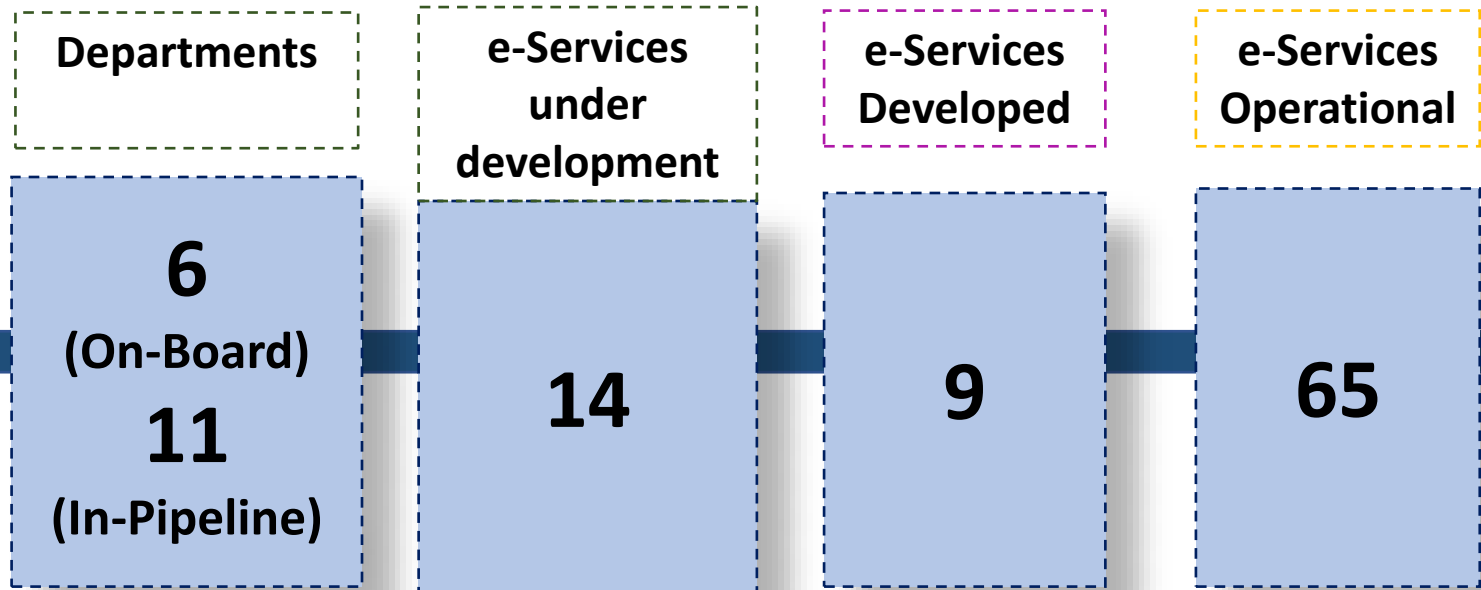 Departments
6
(On-Board)
11
(In-Pipeline)
e-Services
under
development
14
e-Services
Developed
9
e-Services
Operational
65